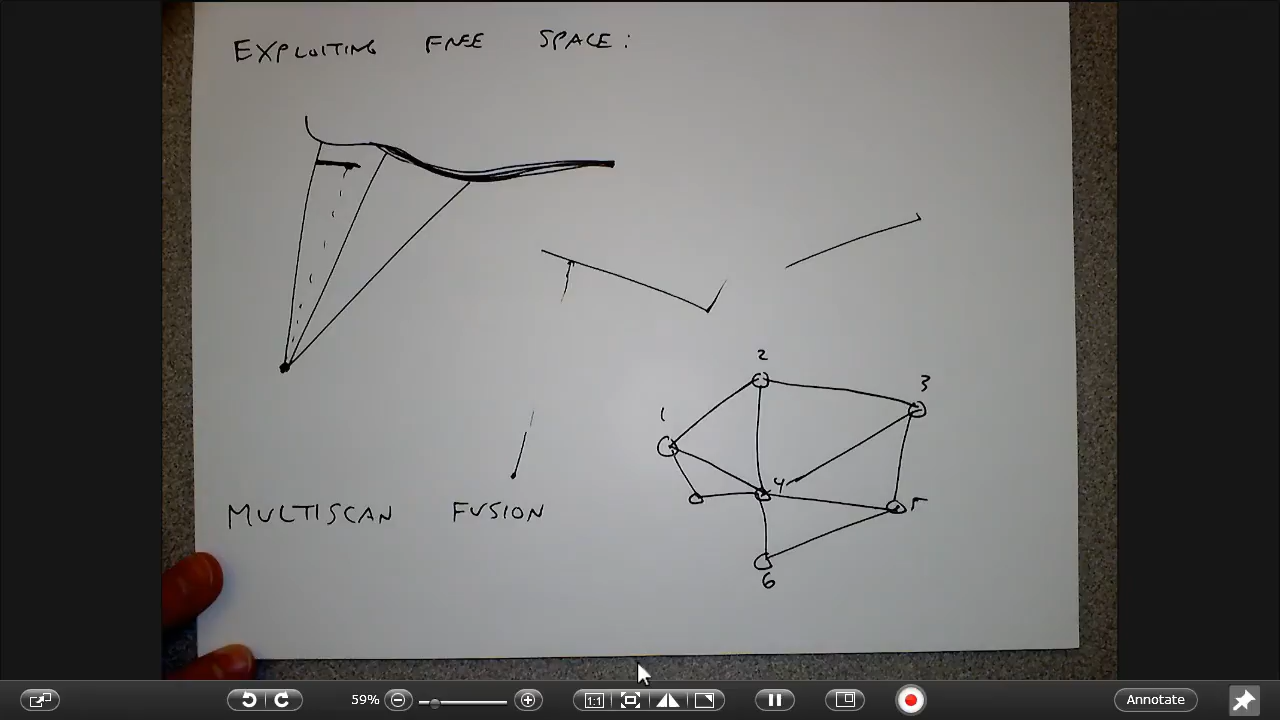 EXPLOITING FREE SPACE:
2
3
1
4
5
MULTISCAN FUSION
6
59%
1:1
Annotate